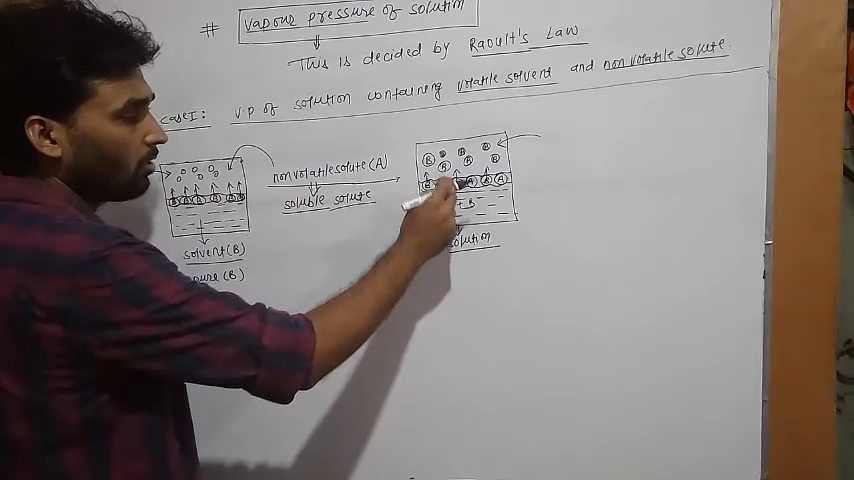 # vapour pressure of solution
This is decided by Raoult's Law
case I: V.P of solution containing volatile solvent and non volatile solute.
non volatile solute (A)
soluble solute
B B B B B
B A B A
+ B
solvent (B)
pure (B)
solution